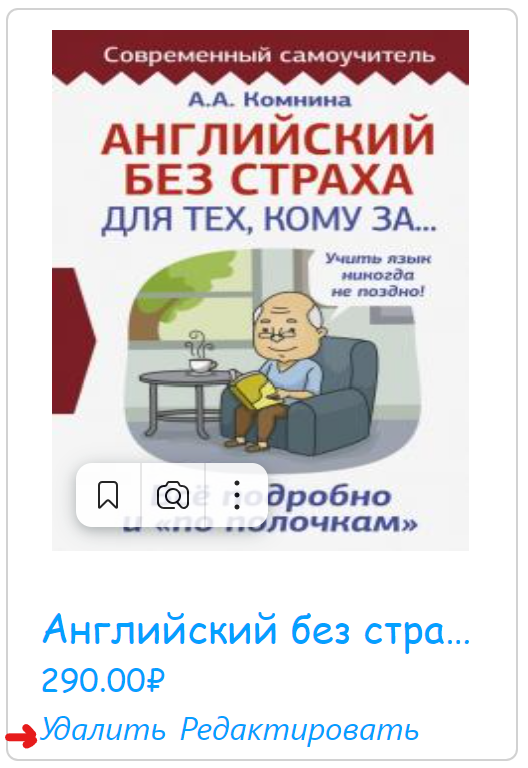 Современный самоучитель
А.А. Комнина
АНГЛИЙСКИЙ
БЕЗ СТРАХА
ДЛЯ ТЕХ, КОМУ ЗА...
Учить язык
никогда
не поздно!
Всё подробно
и «по полочкам»
Английский без стра...
290.00₽
Удалить Редактировать